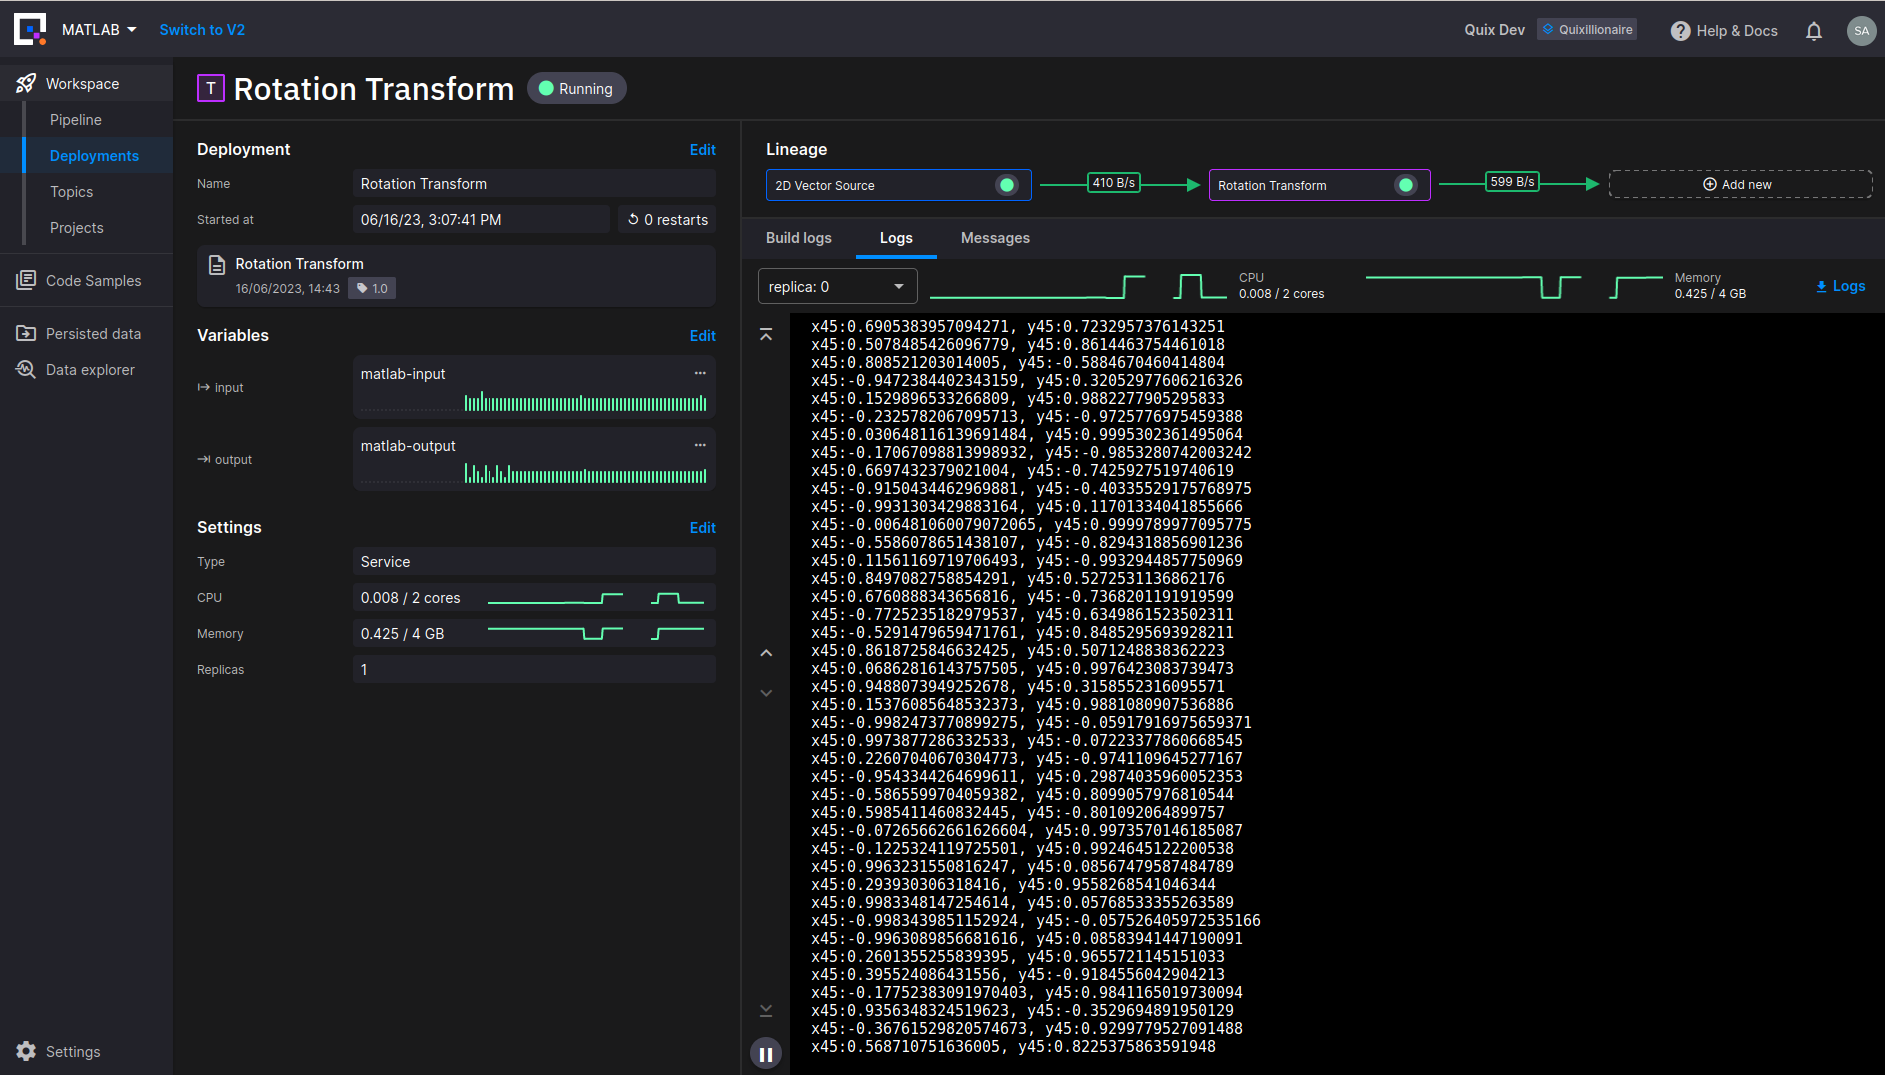 MATLAB
Switch to V2
Quix Dev
Quixillionaire
Help & Docs
SA
Workspace
Pipeline
Deployments
Topics
Projects
Code Samples
Persisted data
Data explorer
Settings
T
Rotation Transform
Running
Deployment
Edit
Name
Rotation Transform
Started at
06/16/23, 3:07:41 PM
0 restarts
Rotation Transform
16/06/2023, 14:43
1.0
Variables
Edit
input
matlab-input
output
matlab-output
Settings
Edit
Type
Service
CPU
0.008 / 2 cores
Memory
0.425 / 4 GB
Replicas
1
Lineage
2D Vector Source
410 B/s
Rotation Transform
599 B/s
Add new
Build logs
Logs
Messages
replica: 0
CPU
0.008 / 2 cores
Memory
0.425 / 4 GB
Logs
x45:0.6905383957094271, y45:0.7232957376143251
x45:0.5078485426096779, y45:0.8614463754461018
x45:0.808521203014005, y45:-0.5884670460414804
x45:-0.9472384402343159, y45:0.32052977606216326
x45:0.1529896533266809, y45:0.9882277905295833
x45:-0.2325782067095713, y45:-0.9725776975459388
x45:0.030648116139691484, y45:0.9995302361495064
x45:-0.17067098813998932, y45:-0.9853280742003242
x45:0.6697432379021004, y45:-0.7425927519740619
x45:-0.9150434462969881, y45:-0.40335529175768975
x45:-0.9931303429883164, y45:0.11701334041855666
x45:-0.006481060079072065, y45:0.9999789977095775
x45:-0.5586078651438107, y45:-0.8294318856901236
x45:0.11561169719706493, y45:-0.9932944857750969
x45:0.8497082758854291, y45:0.5272531136862176
x45:0.6760888343656816, y45:-0.7368201191919599
x45:-0.7725235182979537, y45:0.6349861523502311
x45:-0.5291479659471761, y45:0.8485295693928211
x45:0.8618725846632425, y45:0.5071248838362223
x45:0.06862816143757505, y45:0.9976423083739473
x45:0.9488073949252678, y45:0.3158552316095571
x45:0.15376085648532373, y45:0.9881080907536886
x45:-0.9982473770899275, y45:-0.05917916975659371
x45:0.9973877286332533, y45:-0.07223377860668545
x45:0.22607040670304773, y45:-0.9741109645277167
x45:-0.9543344264699611, y45:0.29874035960052353
x45:-0.5865599704059382, y45:0.8099057976810544
x45:0.5985411460832445, y45:-0.801092064899757
x45:-0.07265662661626604, y45:0.9973570146185087
x45:-0.1225324119725501, y45:0.9924645122200538
x45:0.9963231550816247, y45:0.08567479587484789
x45:0.293930306318416, y45:0.9558268541046344
x45:0.9983348147254614, y45:0.05768533355263589
x45:-0.9983439851152924, y45:-0.057526405972535166
x45:-0.9963089856681616, y45:0.08583941447190091
x45:0.2601355255839395, y45:0.9655721145151033
x45:0.395524086431556, y45:-0.9184556042904213
x45:-0.17752383091970403, y45:0.9841165019730094
x45:0.9356348324519623, y45:-0.3529694891950129
x45:-0.36761529820574673, y45:0.9299779527091488
x45:0.568710751636005, y45:0.8225375863591948